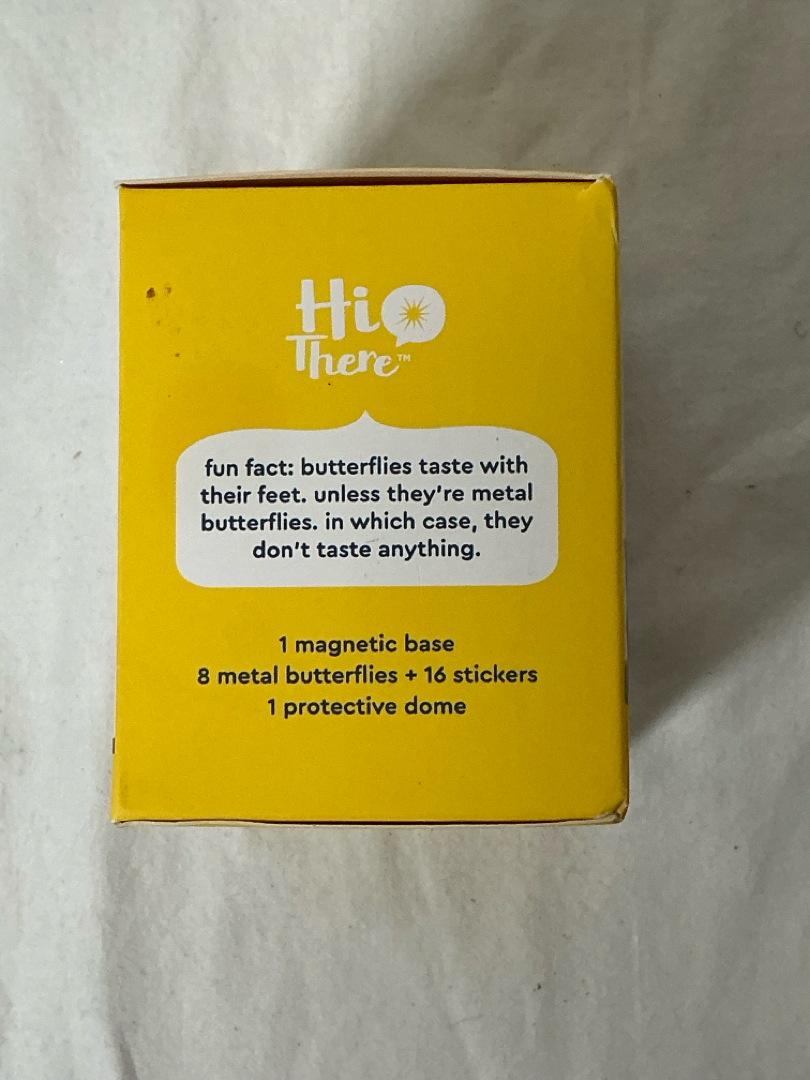 Hi
There™
fun fact: butterflies taste with
their feet. unless they're metal
butterflies. in which case, they
don't taste anything.
1 magnetic base
8 metal butterflies + 16 stickers
1 protective dome